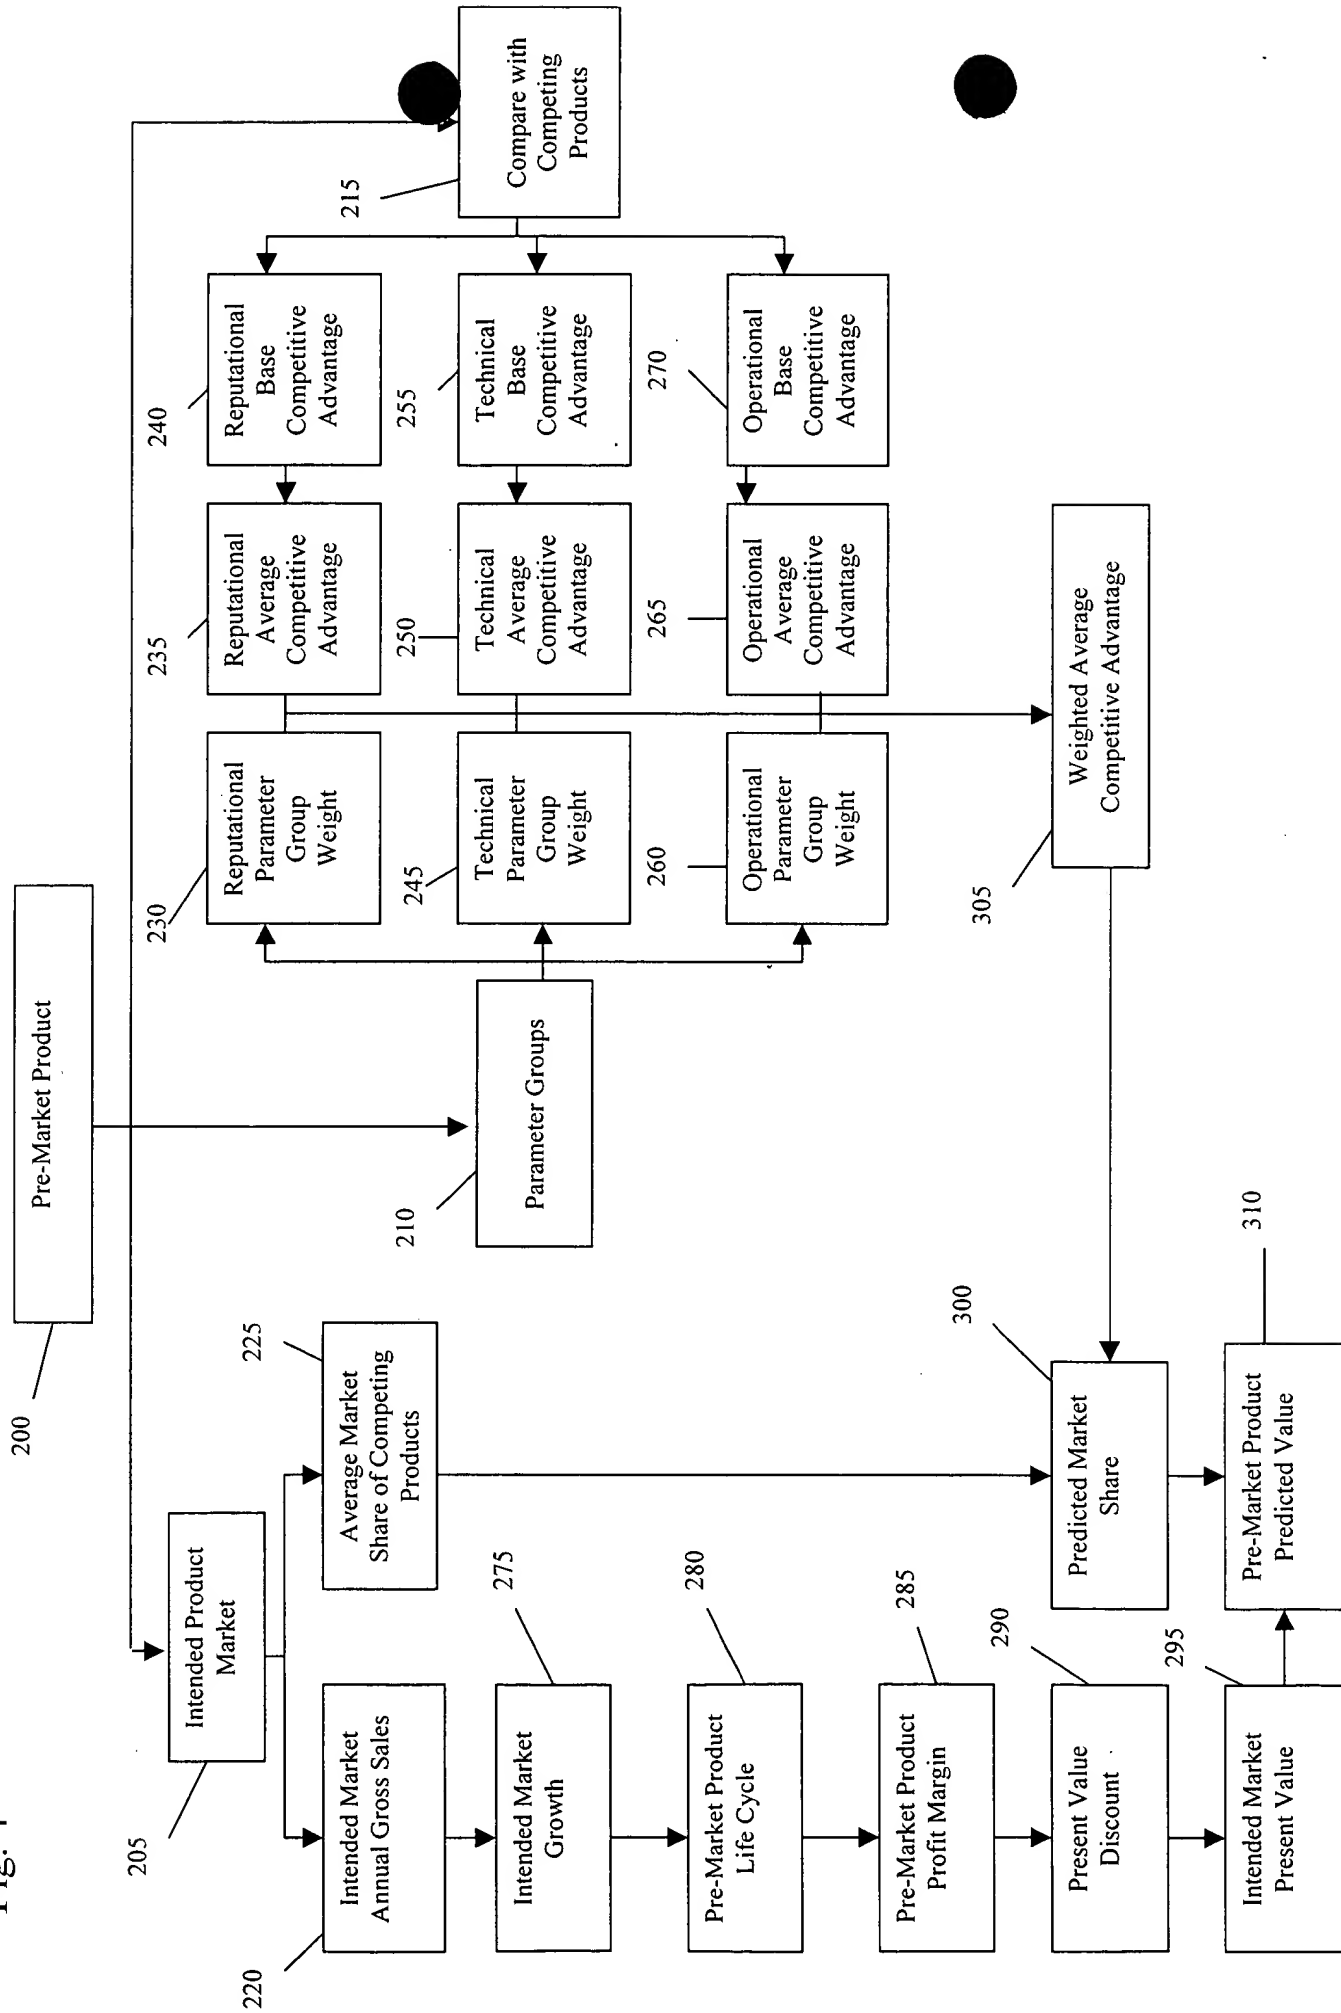 Fig.
200
Pre-Market Product
205
Intended Product
Market
230
235
240
Reputational
Parameter
Group
Weight
Reputational
Average
Competitive
Advantage
Reputational
Base
Competitive
Advantage
220
225
Intended Market
Annual Gross Sales
Average Market
Share of Competing
Products
215
Compare with
Competing
Products
210
Parameter Groups
245
250
255
Technical
Parameter
Group
Weight
Technical
Average
Competitive
Advantage
Technical
Base
Competitive
Advantage
275
Intended Market
Growth
260
265
270
Operational
Parameter
Group
Weight
Operational
Average
Competitive
Advantage
Operational
Base
Competitive
Advantage
280
Pre-Market Product
Life Cycle
285
Pre-Market Product
Profit Margin
290
300
305
Present Value
Discount
Predicted Market
Share
Weighted Average
Competitive Advantage
295
310
Intended Market
Present Value
Pre-Market Product
Predicted Value